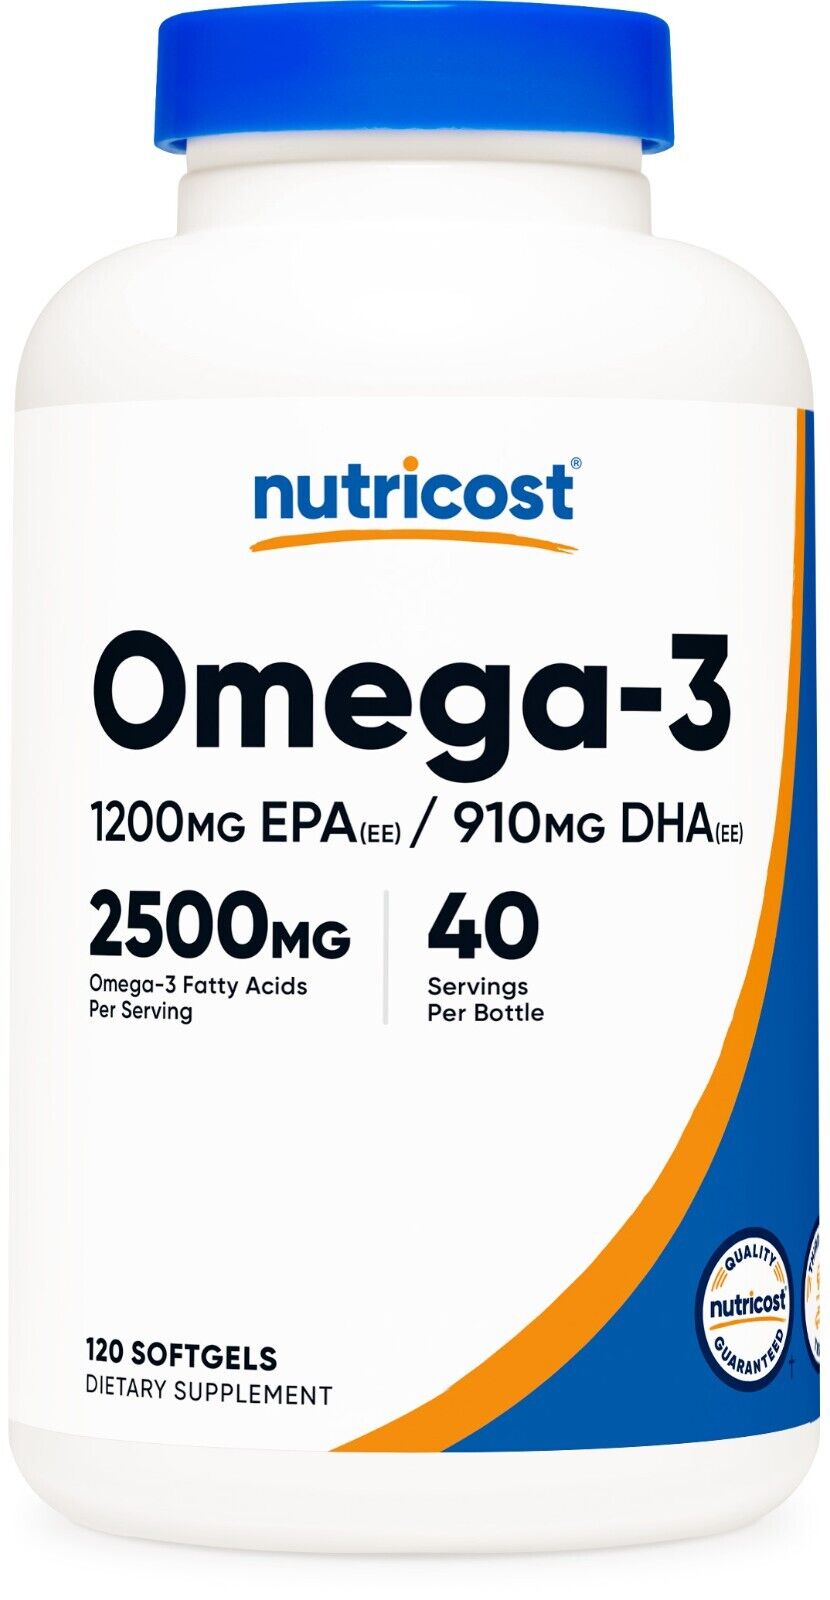 nutricost®
Omega-3
1200MG EPA(EE) / 910MG DHA(EE)
2500MG
Omega-3 Fatty Acids
Per Serving
40
Servings
Per Bottle
120 SOFTGELS
DIETARY SUPPLEMENT
QUALITY
nutricost®
GUARANTEED
†